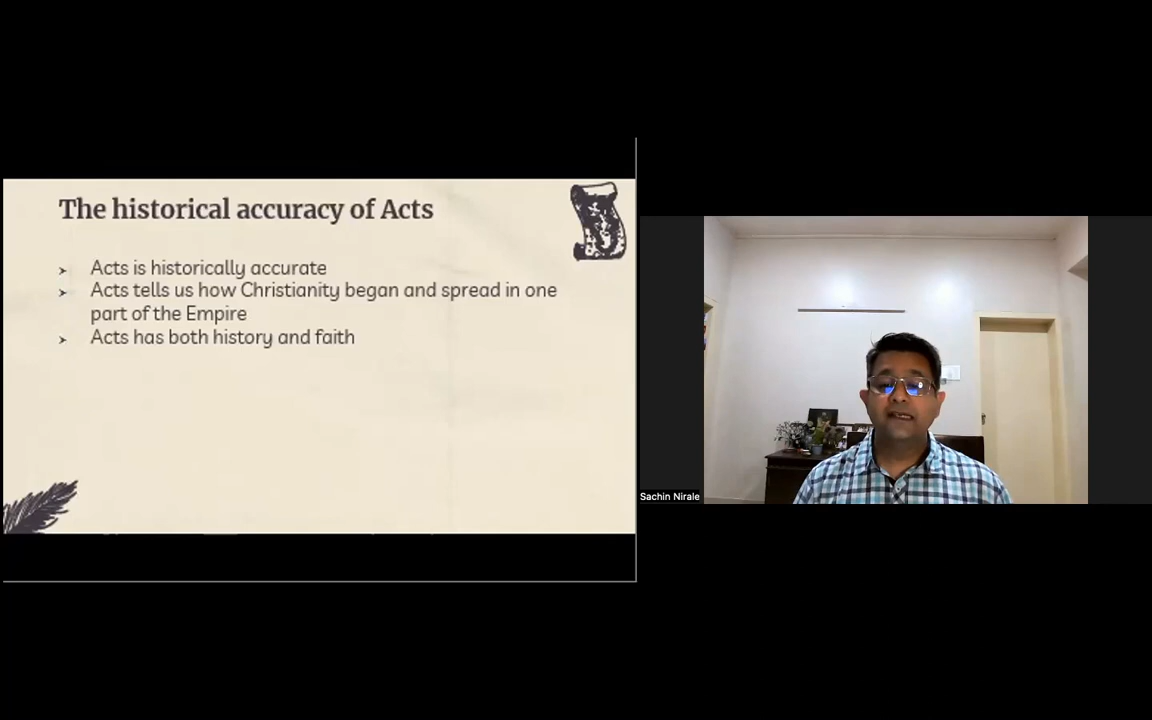 The historical accuracy of Acts
➤ Acts is historically accurate
➤ Acts tells us how Christianity began and spread in one
part of the Empire
➤ Acts has both history and faith
Sachin Nirale